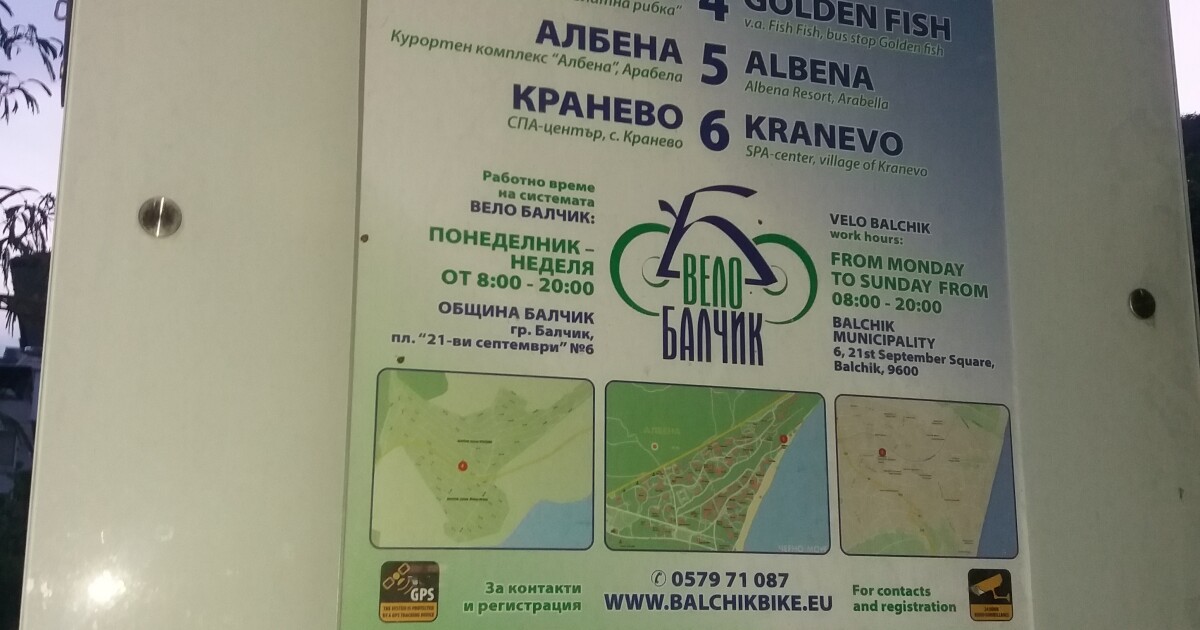 латна рибка" 4 GOLDEN FISH
v.a. Fish Fish, bus stop Golden fish
АЛБЕНА 5 ALBENA
Курортен комплекс "Албена", Арабела
Albena Resort, Arabella
КРАНЕВО 6 KRANEVO
СПА-център, с. Кранево
SPA-center, village of Kranevo
Работно време
на системата
ВЕЛО БАЛЧИК:
ПОНЕДЕЛНИК –
НЕДЕЛЯ
ОТ 8:00 - 20:00
ОБЩИНА БАЛЧИК
гр. Балчик,
пл. "21-ви септември" №6
ВЕЛО
БАЛЧИК
VELO BALCHIK
work hours:
FROM MONDAY
TO SUNDAY FROM
08:00 - 20:00
BALCHIK
MUNICIPALITY
6, 21st September Square,
Balchik, 9600
АЛБЕНА
GPS
За контакти
и регистрация
✆ 0579 71 087
WWW.BALCHIKBIKE.EU
For contacts
and registration